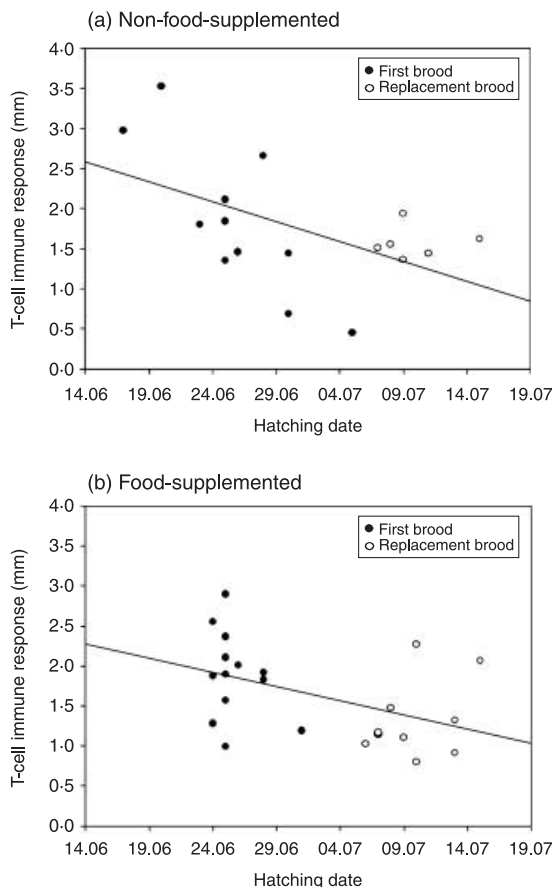 (a) Non-food-supplemented
4·0
3·5
3·0
2·5
2·0
1·5
1·0
0·5
0·0
T-cell immune response (mm)
First brood
Replacement brood
14.06 19.06 24.06 29.06 04.07 09.07 14.07 19.07
Hatching date
(b) Food-supplemented
4·0
3·5
3·0
2·5
2·0
1·5
1·0
0·5
0·0
T-cell immune response (mm)
First brood
Replacement brood
14.06 19.06 24.06 29.06 04.07 09.07 14.07 19.07
Hatching date